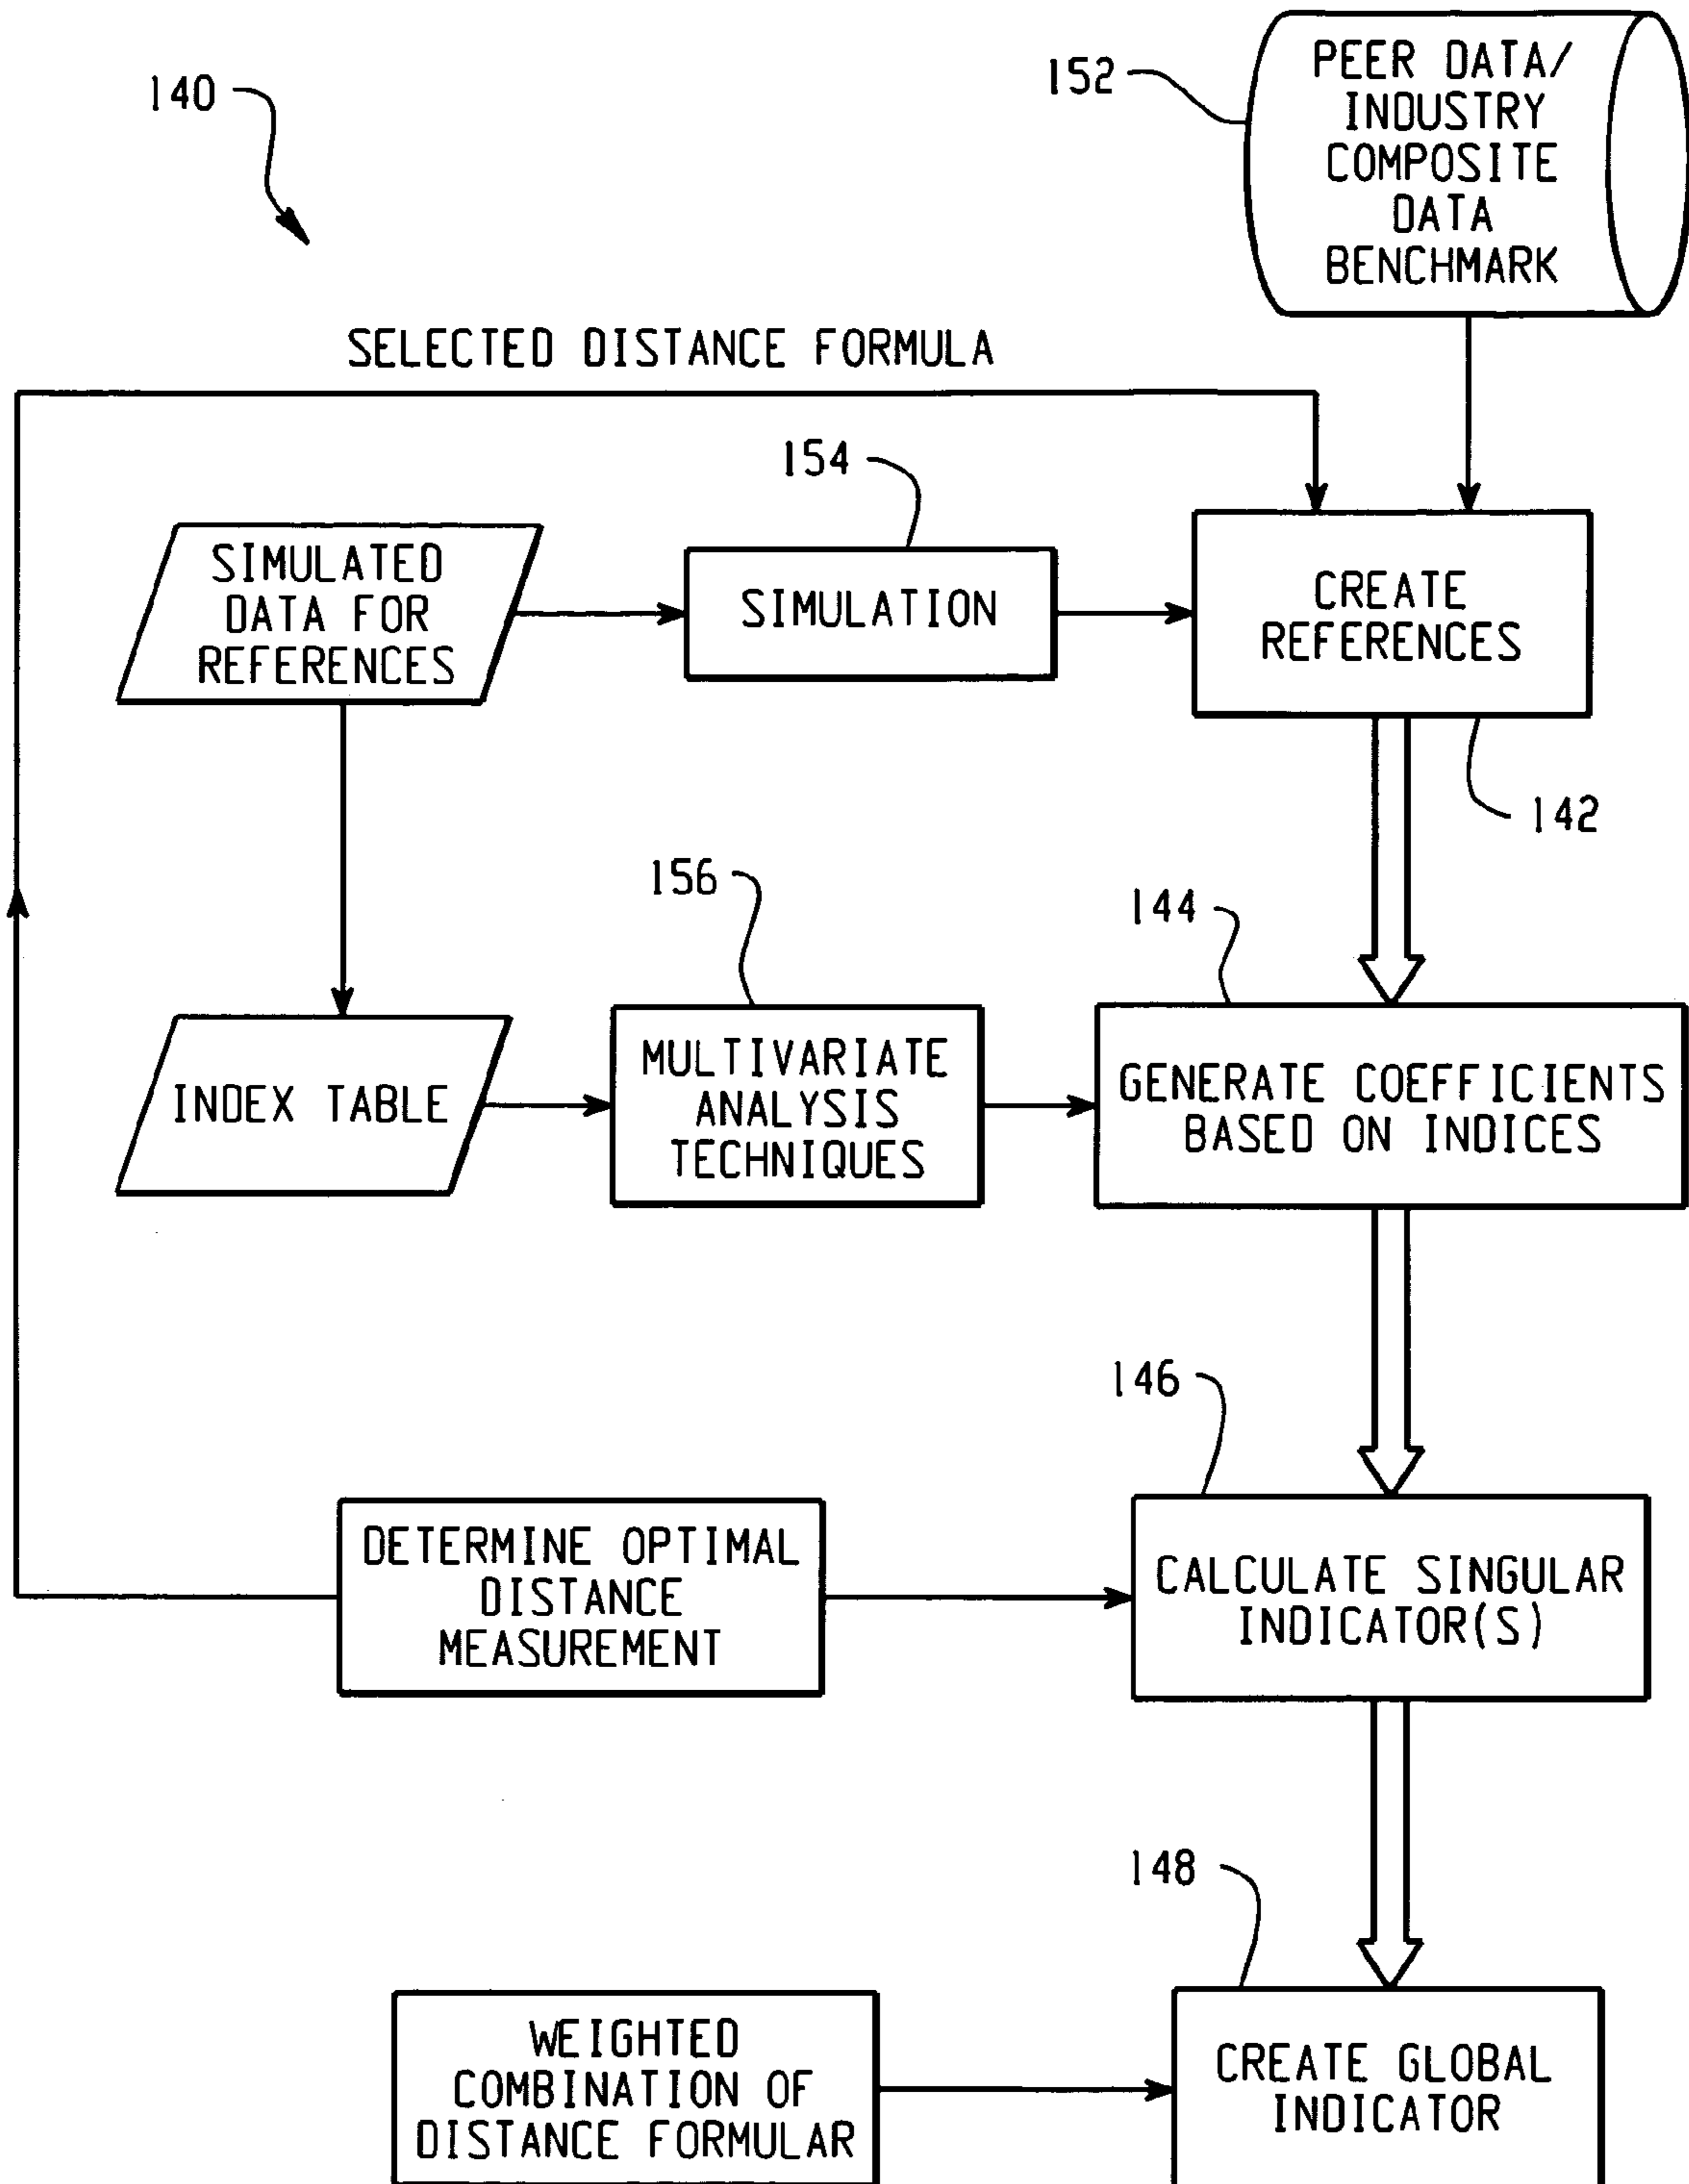 140
152
PEER DATA/
INDUSTRY
COMPOSITE
DATA
BENCHMARK
SELECTED DISTANCE FORMULA
154
SIMULATED
DATA FOR
REFERENCES
SIMULATION
CREATE
REFERENCES
142
156
144
INDEX TABLE
MULTIVARIATE
ANALYSIS
TECHNIQUES
GENERATE COEFFICIENTS
BASED ON INDICES
146
DETERMINE OPTIMAL
DISTANCE
MEASUREMENT
CALCULATE SINGULAR
INDICATOR(S)
148
WEIGHTED
COMBINATION OF
DISTANCE FORMULAR
CREATE GLOBAL
INDICATOR